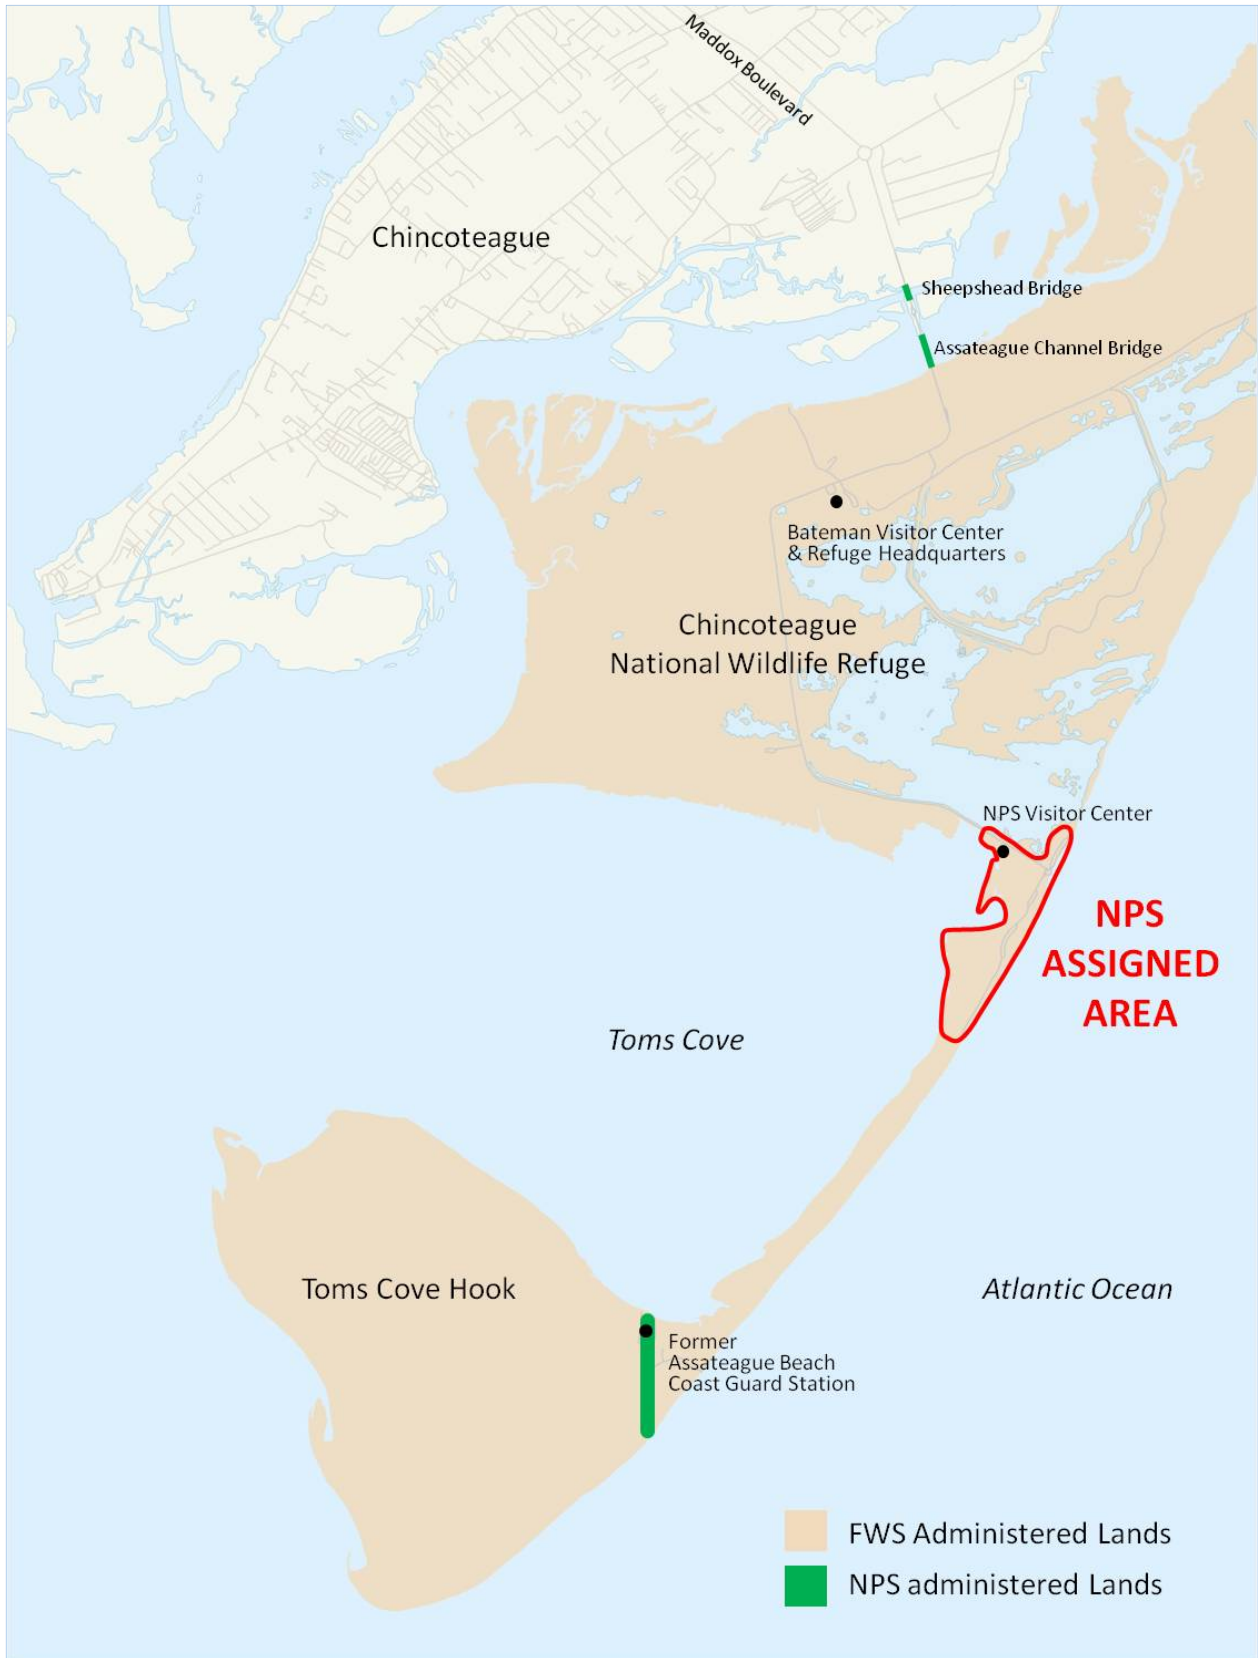 Maddox Boulevard
Chincoteague
Sheepshead Bridge
Assateague Channel Bridge
Bateman Visitor Center
& Refuge Headquarters
Chincoteague
National Wildlife Refuge
NPS Visitor Center
NPS
ASSIGNED
AREA
Toms Cove
Toms Cove Hook
Atlantic Ocean
Former
Assateague Beach
Coast Guard Station
FWS Administered Lands
NPS administered Lands